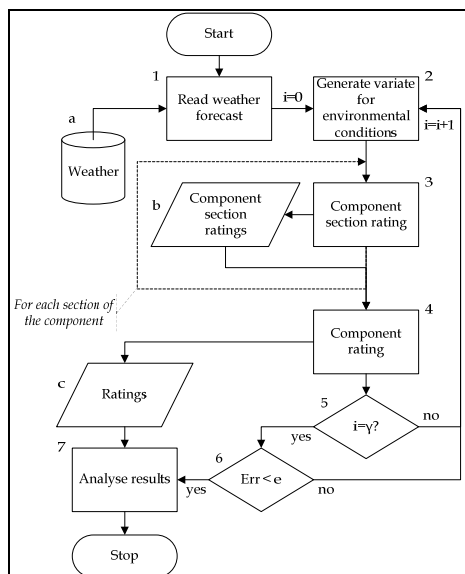 Start
1
Read weather
forecast
i=0
2
Generate variate
for
environmental
conditions
i=i+1
a
Weather
3
Component
section rating
b
Component
section
ratings
For each section of
the component
4
Component
rating
c
Ratings
5
i=γ?
yes
no
6
Err < e
yes
no
7
Analyse results
Stop